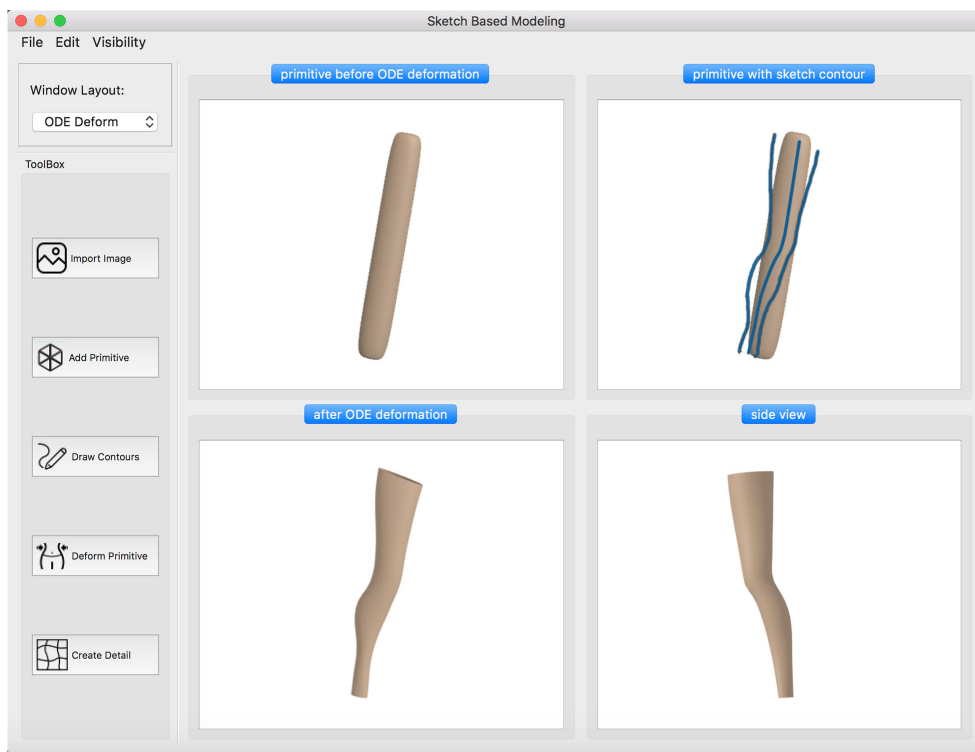 Sketch Based Modeling
File Edit Visibility
Window Layout:
ODE Deform
ToolBox
Import Image
Add Primitive
Draw Contours
Deform Primitive
Create Detail
primitive before ODE deformation
primitive with sketch contour
after ODE deformation
side view